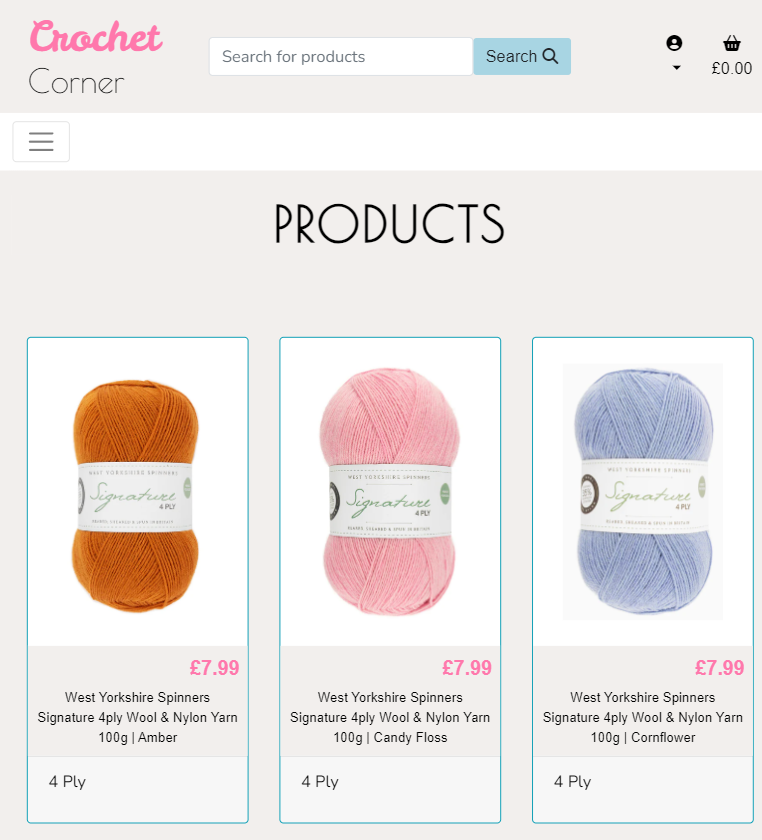 Crochet
Corner
Search for products
Search
£0.00
PRODUCTS
WEST YORKSHIRE SPINNERS
Signature
4 PLY
WEST YORKSHIRE SPINNERS
Signature
4 PLY
WEST YORKSHIRE SPINNERS
Signature
4 PLY
£7.99
£7.99
£7.99
West Yorkshire Spinners
Signature 4ply Wool & Nylon Yarn
100g | Amber
West Yorkshire Spinners
Signature 4ply Wool & Nylon Yarn
100g | Candy Floss
West Yorkshire Spinners
Signature 4ply Wool & Nylon Yarn
100g | Cornflower
4 Ply
4 Ply
4 Ply